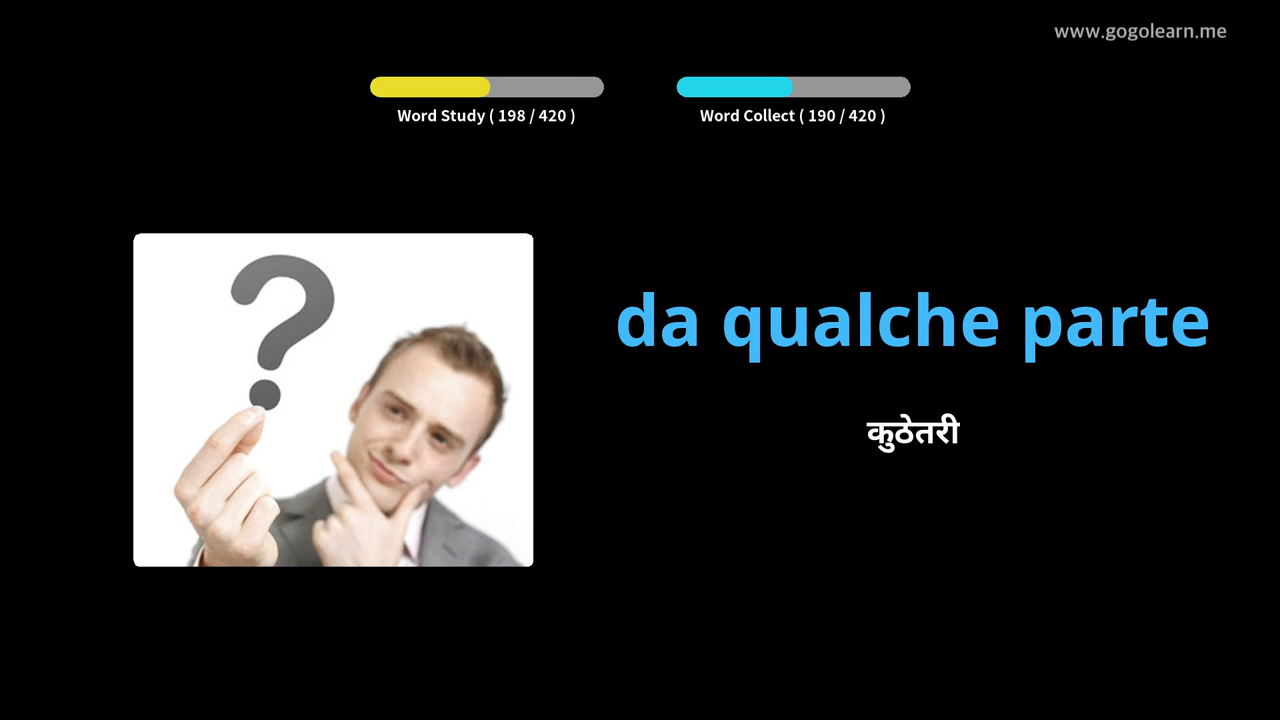 www.gogolearn.me
Word Study ( 198 / 420 )
Word Collect ( 190 / 420 )
da qualche parte
कुठेतरी